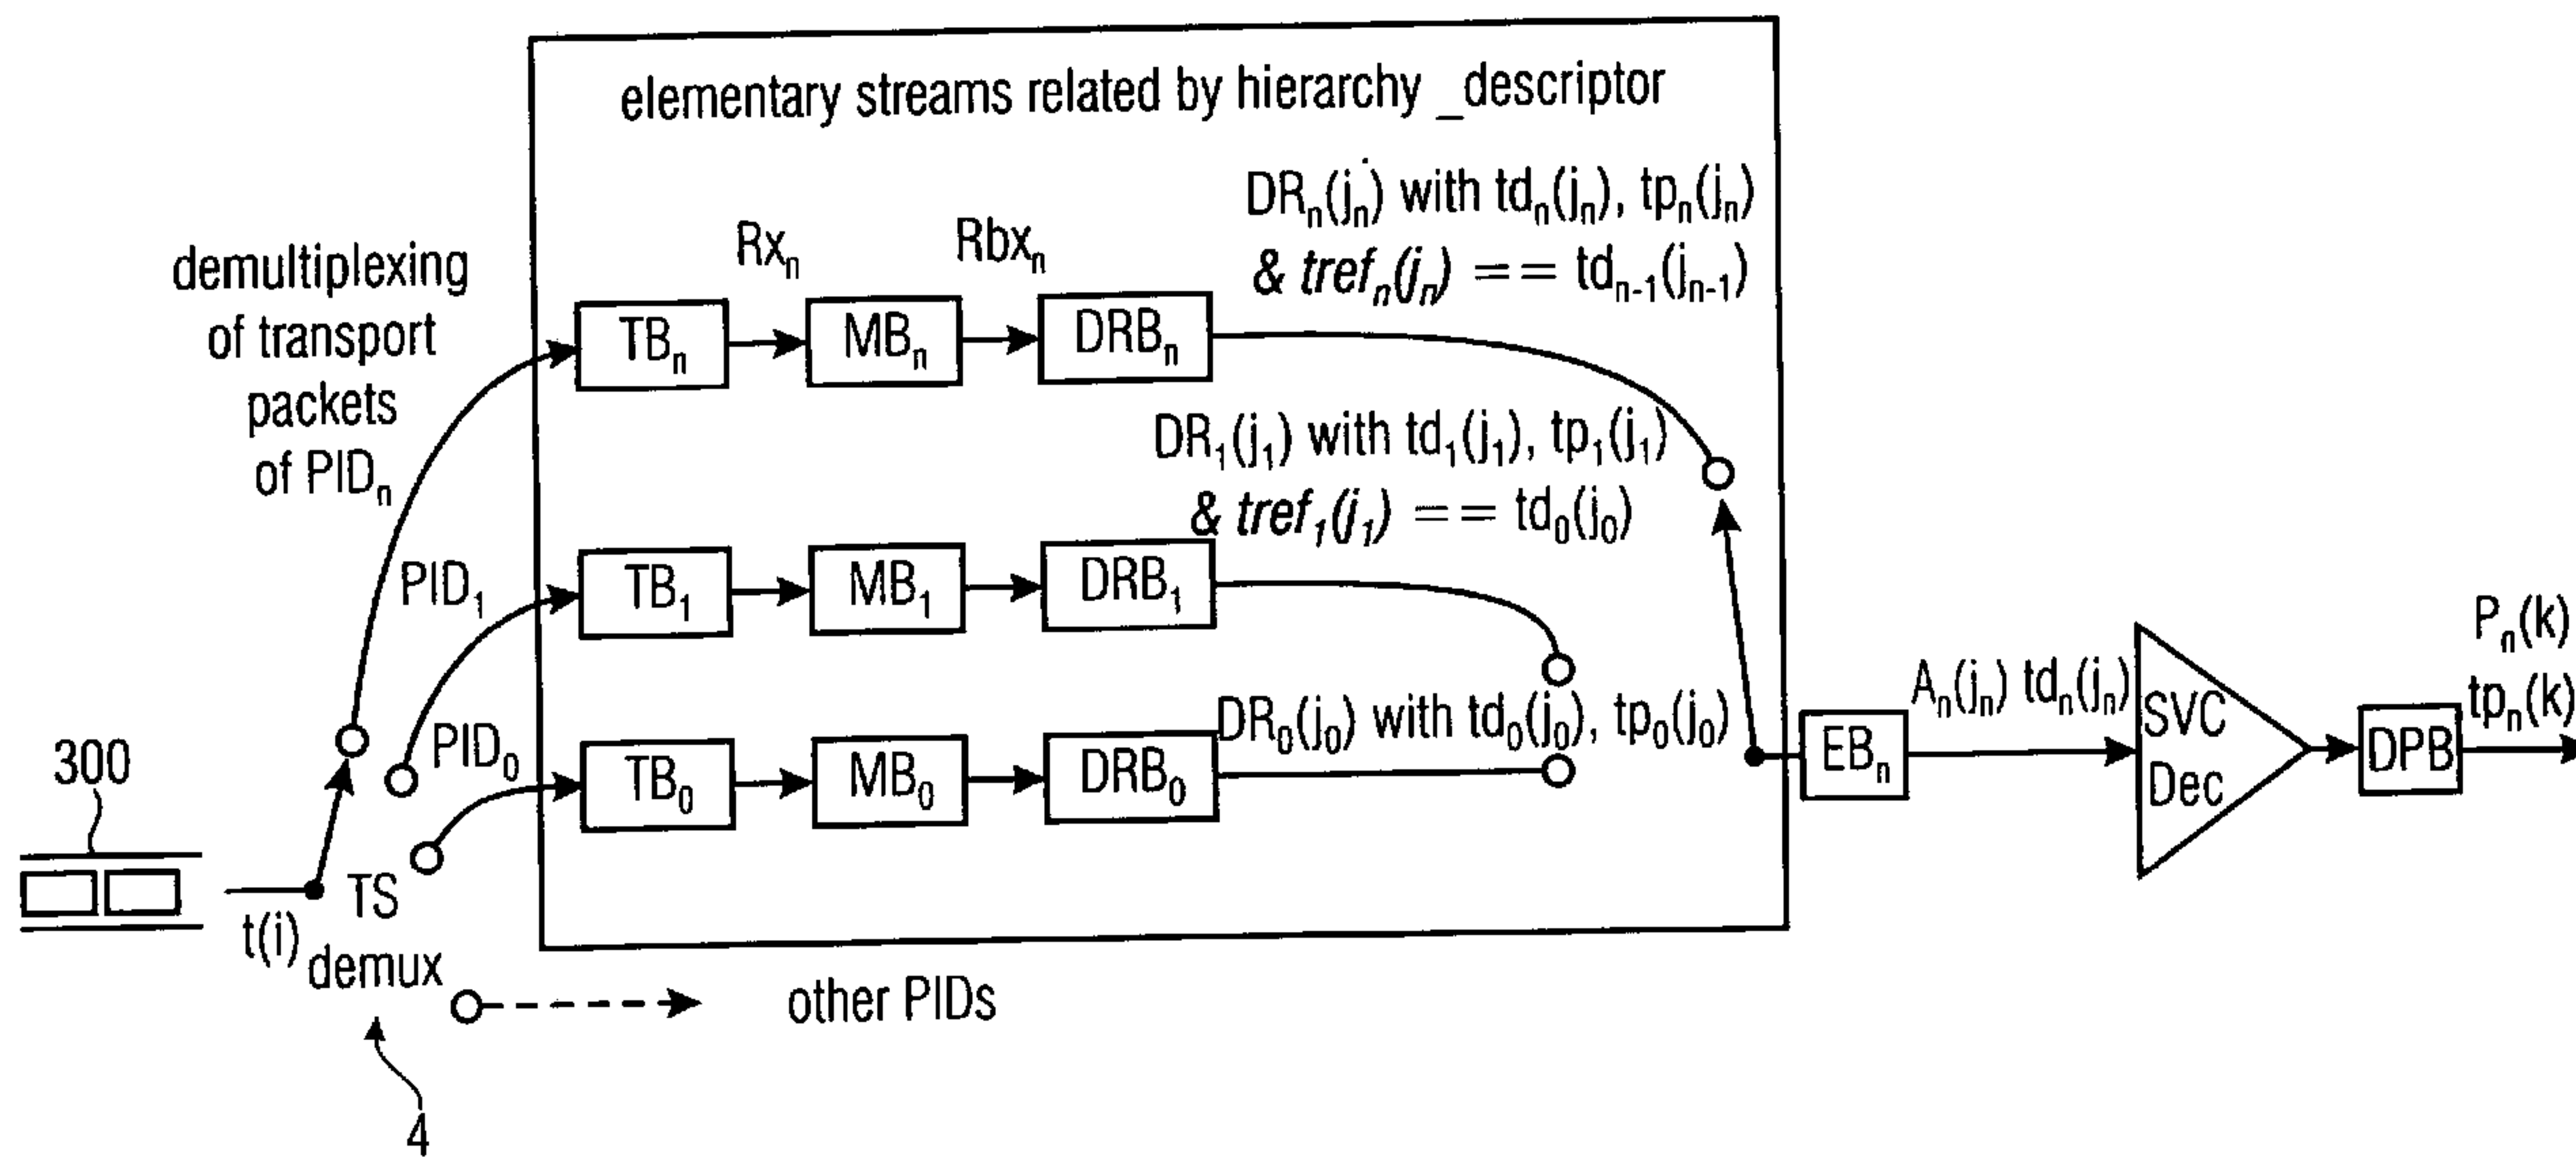 elementary streams related by hierarchy _descriptor
DRₙ(jₙ) with tdₙ(jₙ), tpₙ(jₙ)
& trefₙ(jₙ) == tdₙ₋₁(jₙ₋₁)
demultiplexing
of transport
packets
of PIDₙ
Rxₙ
Rbxₙ
TBₙ
MBₙ
DRBₙ
DR₁(j₁) with td₁(j₁), tp₁(j₁)
& tref₁(j₁) == td₀(j₀)
PID₁
TB₁
MB₁
DRB₁
PID₀
TB₀
MB₀
DRB₀
DR₀(j₀) with td₀(j₀), tp₀(j₀)
EBₙ
Aₙ(jₙ) tdₙ(jₙ)
SVC
Dec
DPB
Pₙ(k)
tpₙ(k)
300
t(i)
TS
demux
other PIDs
4